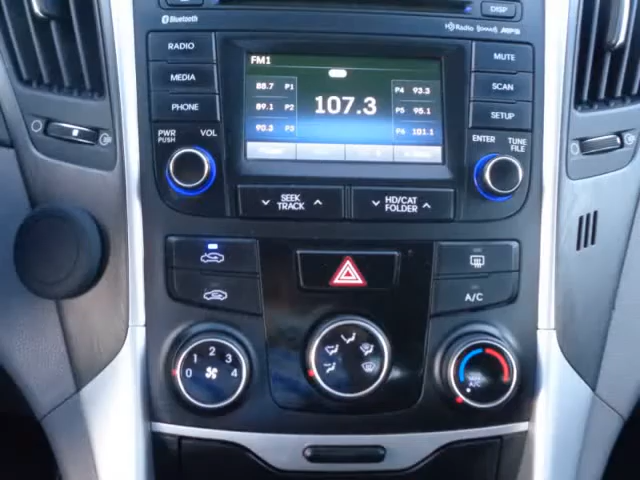 DISP
Bluetooth
HD Radio
RADIO
MEDIA
PHONE
FM1
88.7 P1
89.1 P2
90.3 P3
107.3
P4 93.3
P5 95.1
P6 101.1
MUTE
SCAN
SETUP
PWR
PUSH
VOL
ENTER
TUNE
FILE
SEEK
TRACK
HD/CAT
FOLDER
A/C
0 1 2 3 4